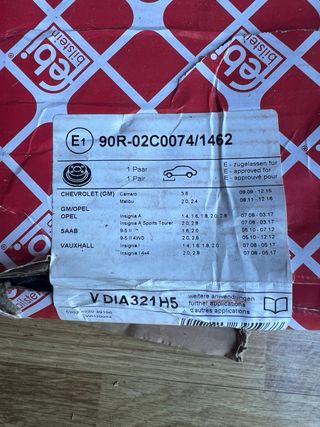 febi
bilstein
febi
bilstein
febi
bilstein
E1 90R-02C0074/1462
1 Paar
1 Pair
E - zugelassen für
E - approved for
E - approuvé pour
CHEVROLET (GM) Camaro 3.6 09.09 - 12.15
Malibu 2.0, 2.4 08.11 - 12.16
GM/OPEL
OPEL Insignia A 1.4, 1.6, 1.8, 2.0, 2.8 07.08 - 03.17
Insignia A Sports Tourer 2.0, 2.8 07.08 - 03.17
SAAB 9-5 II 1.6, 2.0 05.10 - 07.12
9-5 II 4WD 2.0, 2.8 05.10 - 12.12
VAUXHALL Insignia 1.4, 1.6, 1.8, 2.0 07.08 - 05.17
Insignia 4x4 2.0, 2.8 07.08 - 05.17
V DIA321H5
weitere anwendungen
further applications
d'autres applications